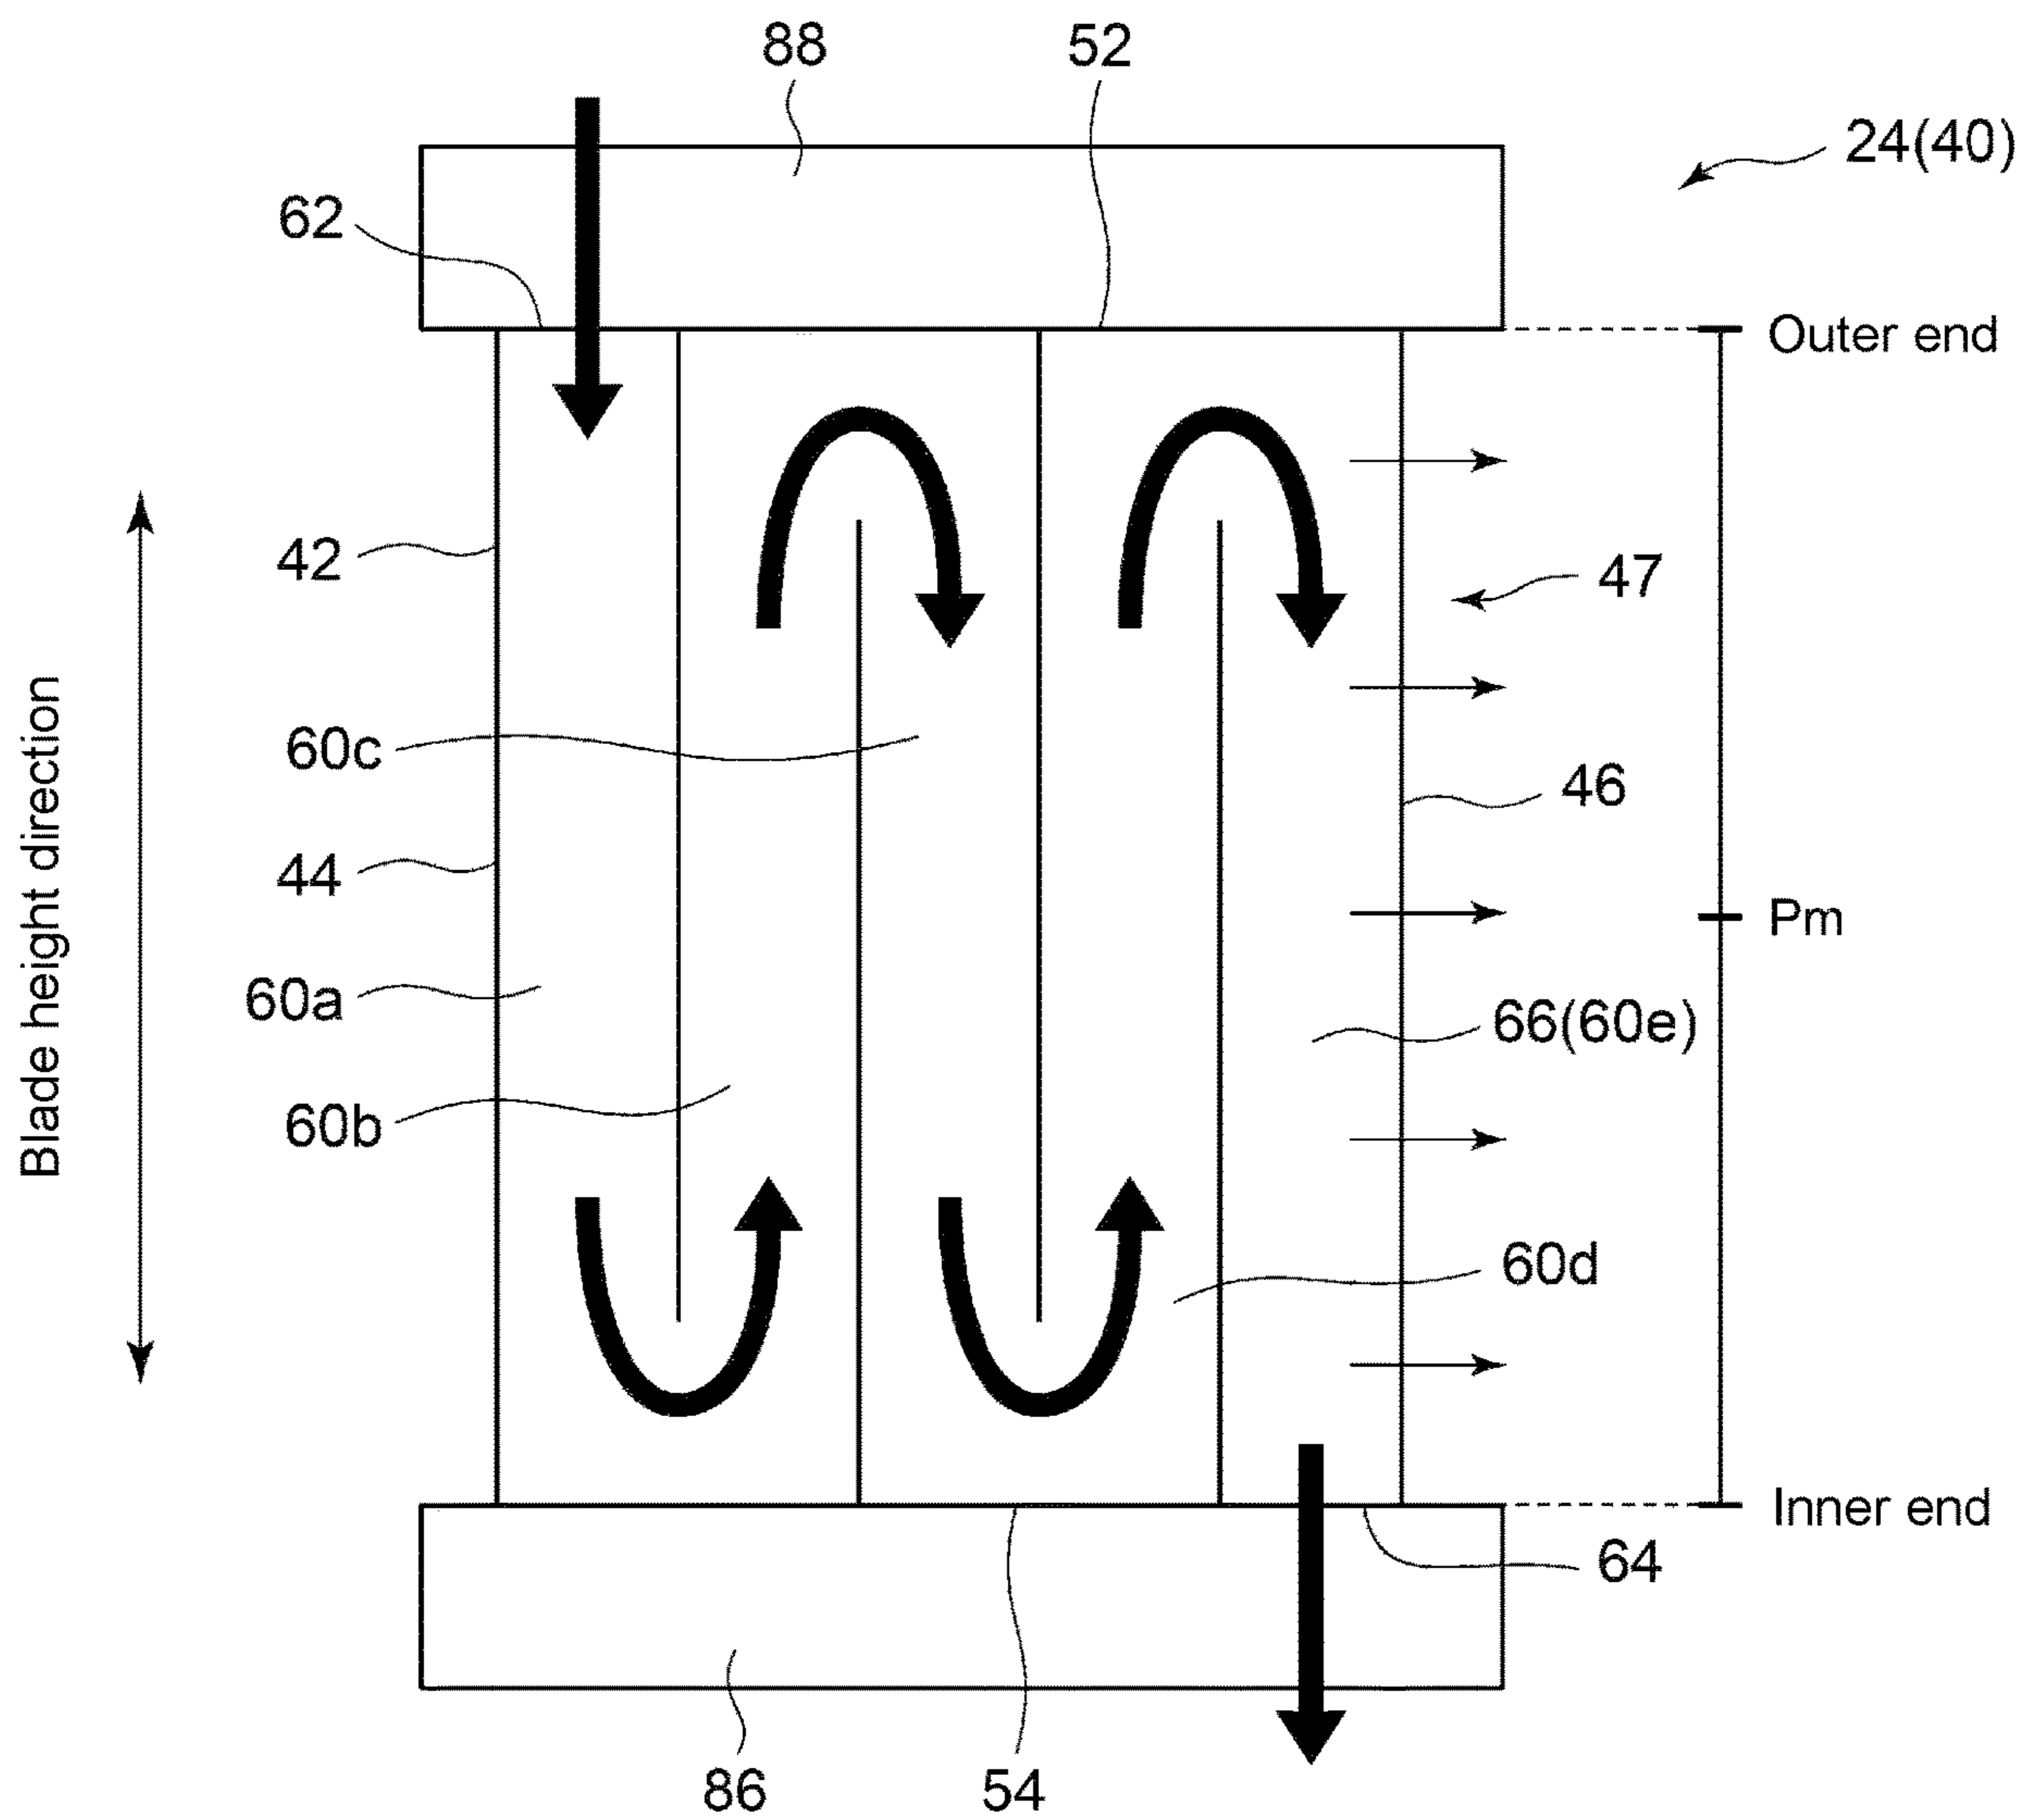 88
52
24(40)
62
Outer end
42
47
60c
46
44
Pm
60a
66(60e)
60b
Blade height direction
60d
Inner end
64
86
54